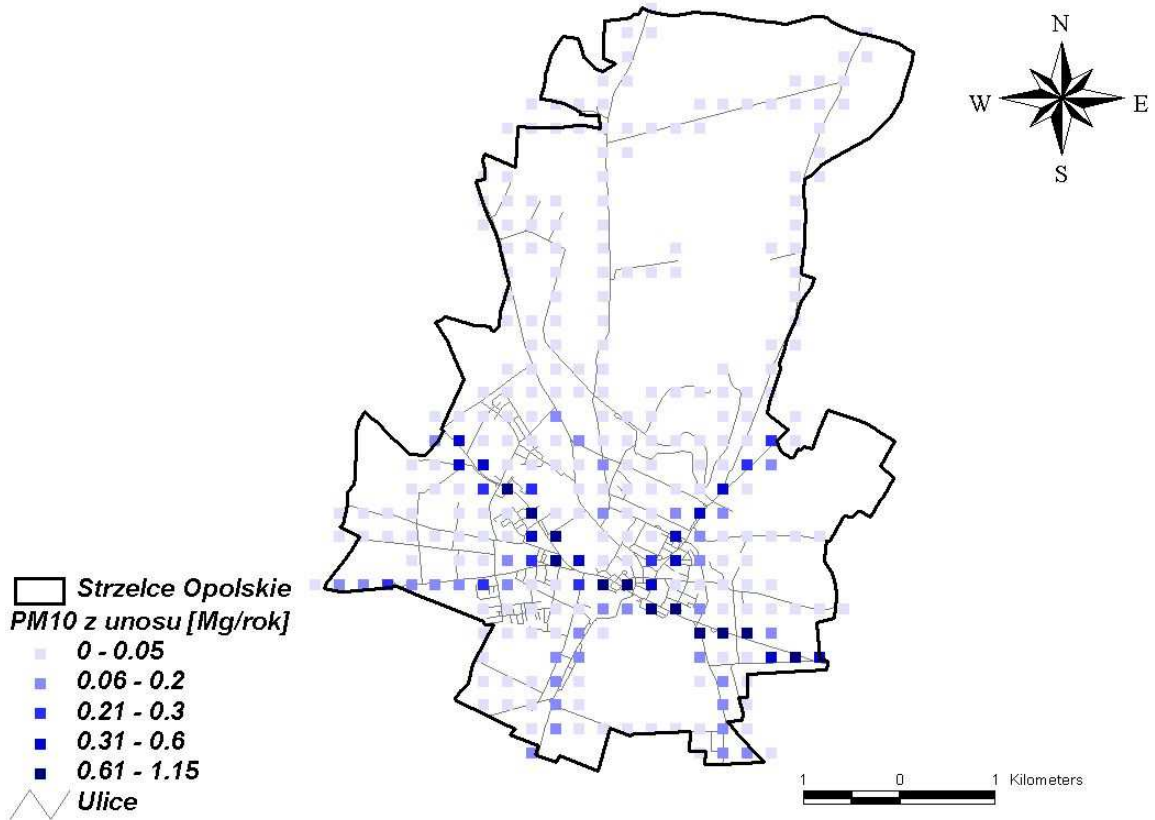 N
W
E
S
Strzelce Opolskie
PM10 z unosu [Mg/rok]
0 - 0.05
0.06 - 0.2
0.21 - 0.3
0.31 - 0.6
0.61 - 1.15
Ulice
1 0 1 Kilometers